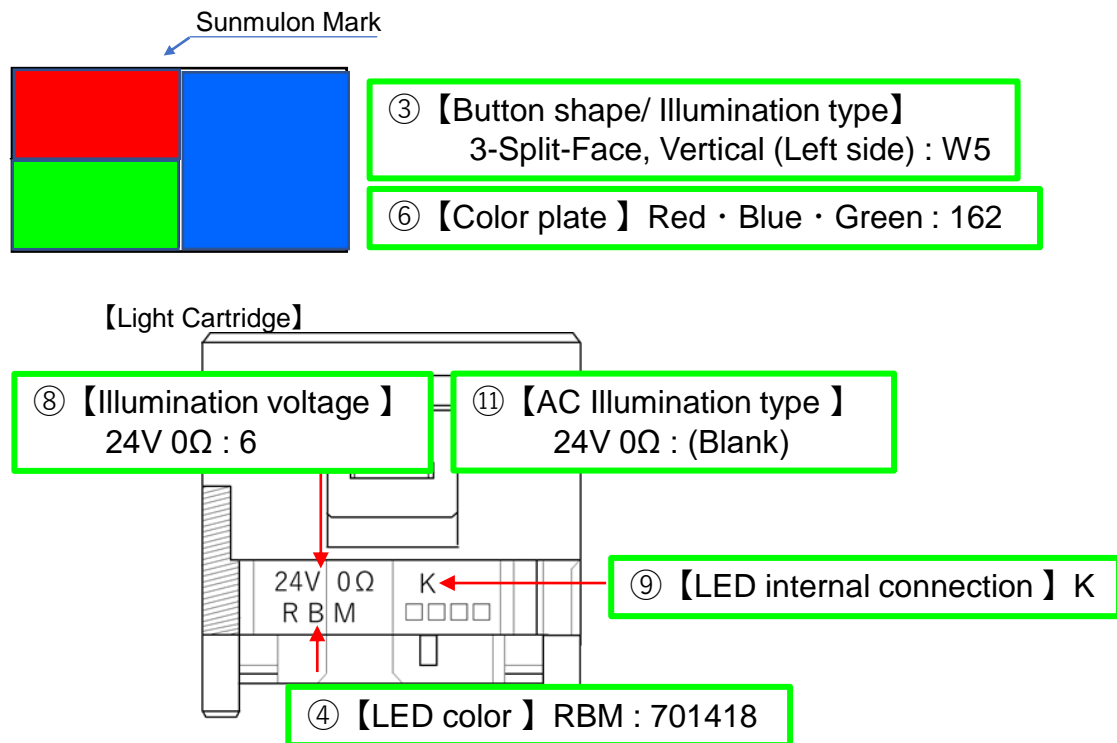 Sunmulon Mark
③【Button shape/ Illumination type】
3-Split-Face, Vertical (Left side) : W5
⑥【Color plate 】Red・Blue・Green : 162
【Light Cartridge】
⑧【Illumination voltage 】
24V 0Ω : 6
⑪【AC Illumination type 】
24V 0Ω : (Blank)
24V 0Ω K
R B M □□□□
⑨【LED internal connection 】K
④【LED color 】RBM : 701418